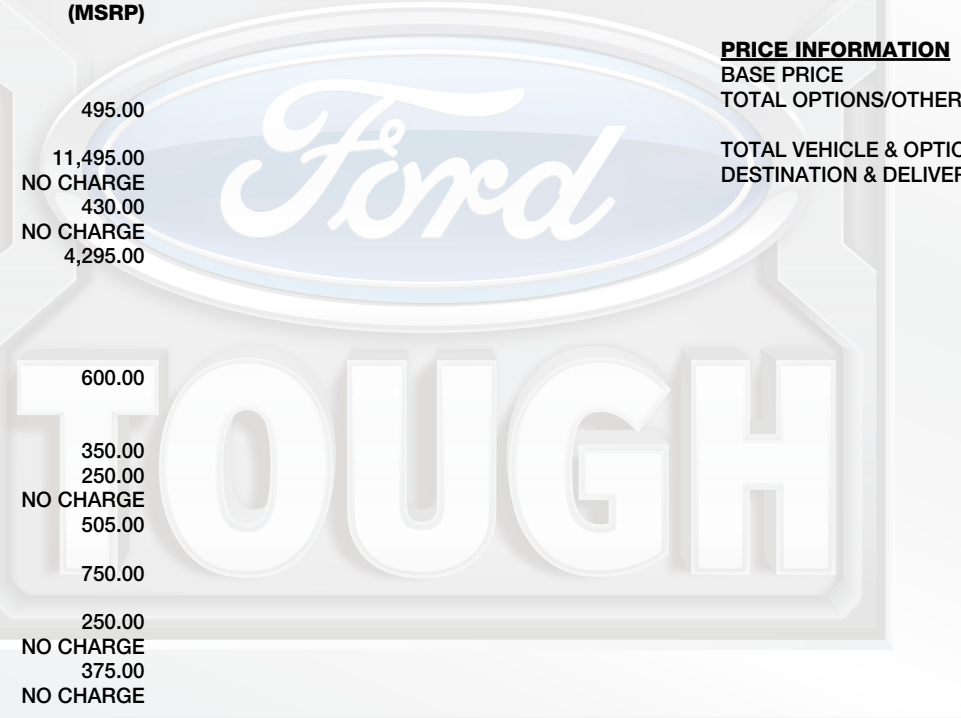 (MSRP)
495.00
11,495.00
NO CHARGE
430.00
NO CHARGE
4,295.00
600.00
350.00
250.00
NO CHARGE
505.00
750.00
250.00
NO CHARGE
375.00
NO CHARGE
PRICE INFORMATION
BASE PRICE
TOTAL OPTIONS/OTHER
TOTAL VEHICLE & OPTIO
DESTINATION & DELIVER
Ford
TOUGH